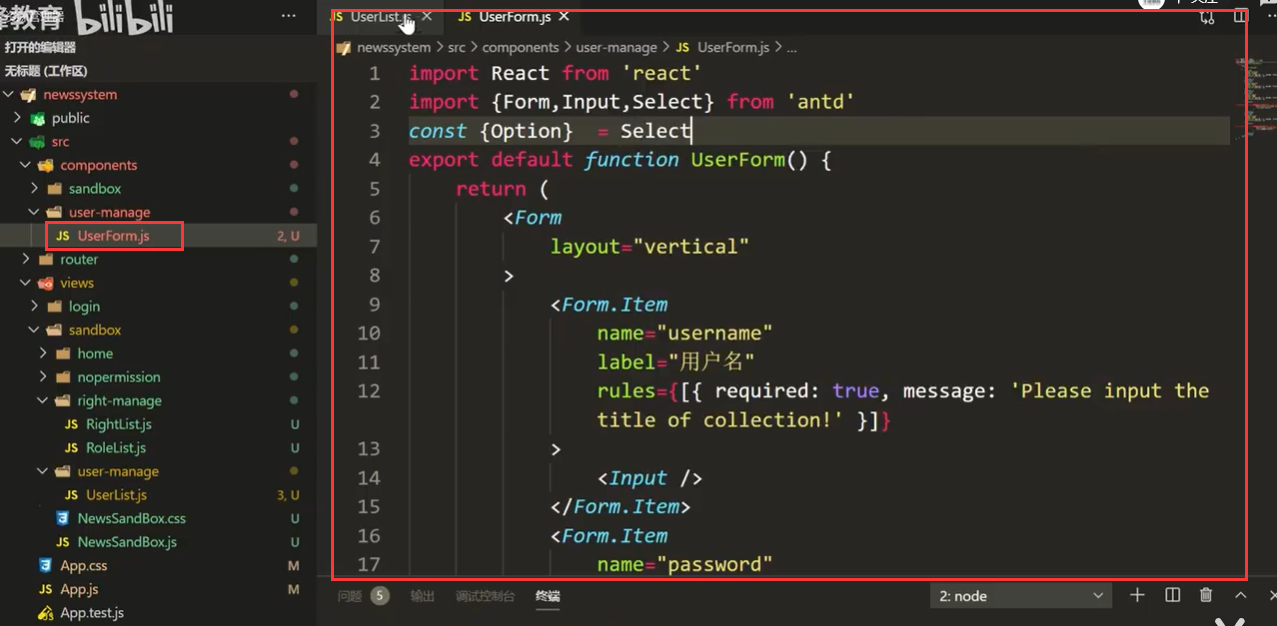 峰教育 bilibili
打开的编辑器
无标题 (工作区)
newssystem
public
src
components
sandbox
user-manage
JS UserForm.js 2, U
router
views
login
sandbox
home
nopermission
right-manage
JS RightList.js U
JS RoleList.js U
user-manage
JS UserList.js 3, U
NewsSandBox.css U
JS NewsSandBox.js U
App.css M
JS App.js M
App.test.js
JS UserList.js × JS UserForm.js ×
newssystem > src > components > user-manage > JS UserForm.js > ...
1 import React from 'react'
2 import {Form,Input,Select} from 'antd'
3 const {Option}  = Select
4 export default function UserForm() {
5 return (
6 <Form
7 layout="vertical"
8 >
9 <Form.Item
10 name="username"
11 label="用户名"
12 rules={[{ required: true, message: 'Please input the
title of collection!' }]}
13 >
14 <Input />
15 </Form.Item>
16 <Form.Item
17 name="password"
问题 5 输出 调试控制台 终端 2: node